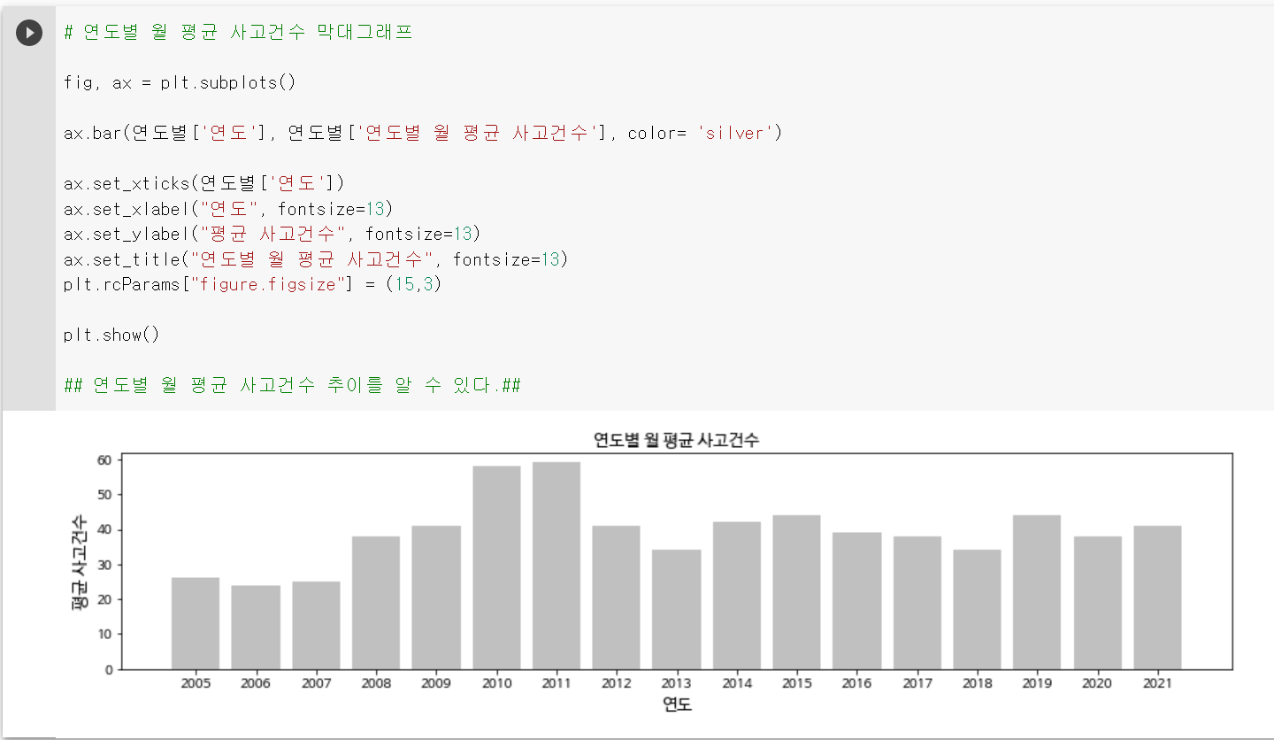 # 연도별 월 평균 사고건수 막대그래프
fig, ax = plt.subplots()
ax.bar(연도별['연도'], 연도별['연도별 월 평균 사고건수'], color= 'silver')
ax.set_xticks(연도별['연도'])
ax.set_xlabel("연도", fontsize=13)
ax.set_ylabel("평균 사고건수", fontsize=13)
ax.set_title("연도별 월 평균 사고건수", fontsize=13)
plt.rcParams["figure.figsize"] = (15,3)
plt.show()
## 연도별 월 평균 사고건수 추이를 알 수 있다.##
연도별 월 평균 사고건수
평균 사고건수
60
50
40
30
20
10
0
2005 2006 2007 2008 2009 2010 2011 2012 2013 2014 2015 2016 2017 2018 2019 2020 2021
연도